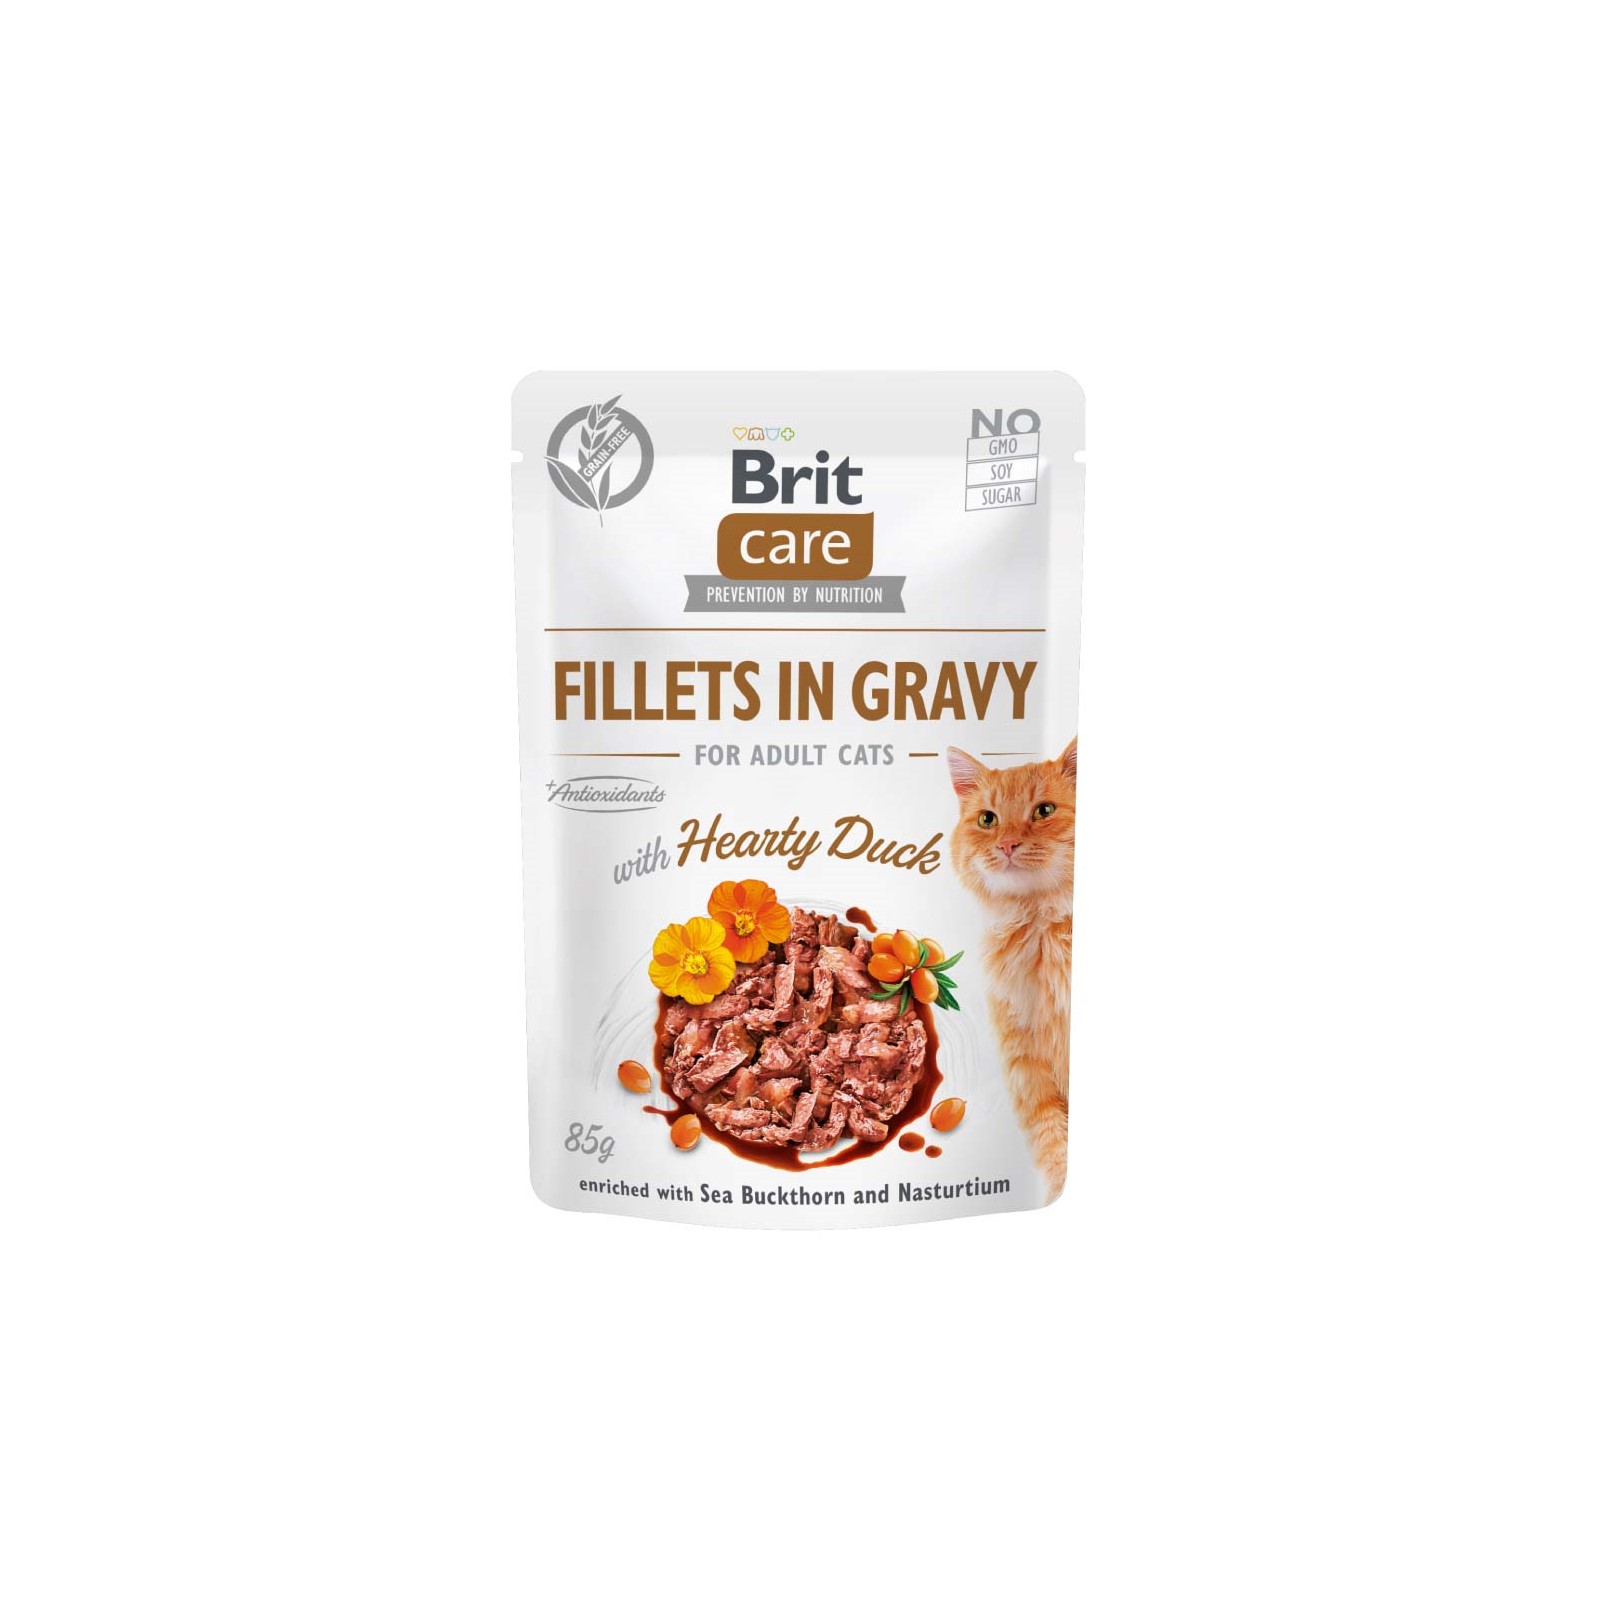 GRAIN-FREE
NO
GMO
SOY
SUGAR
Brit
care
PREVENTION BY NUTRITION
FILLETS IN GRAVY
FOR ADULT CATS
+Antioxidants
with Hearty Duck
85g
enriched with Sea Buckthorn and Nasturtium